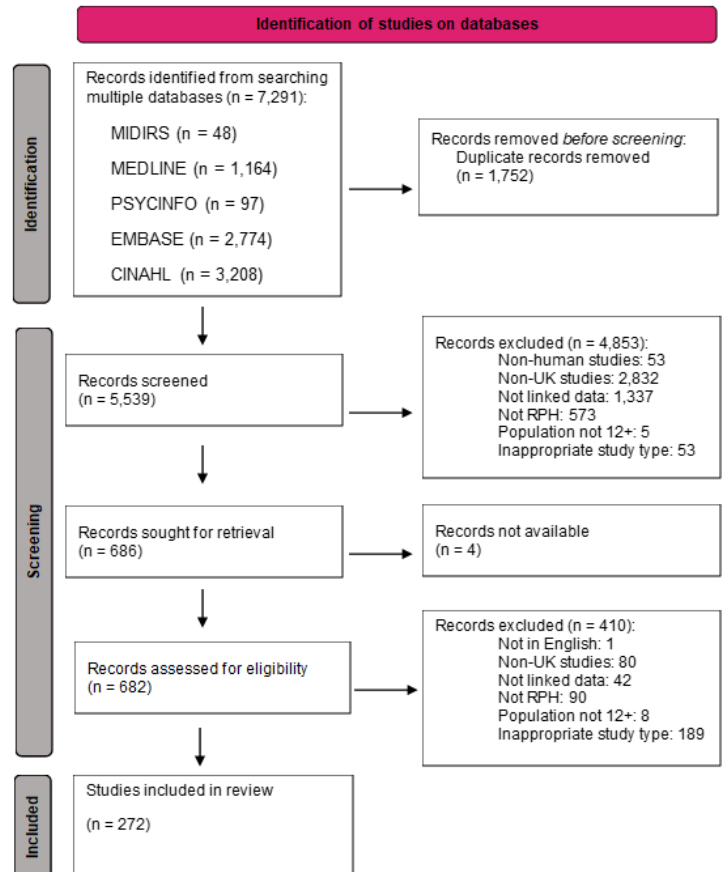 Identification of studies on databases
Identification
Records identified from searching
multiple databases (n = 7,291):
MIDIRS (n = 48)
MEDLINE (n = 1,164)
PSYCINFO (n = 97)
EMBASE (n = 2,774)
CINAHL (n = 3,208)
Records removed before screening:
Duplicate records removed
(n = 1,752)
Screening
Records screened
(n = 5,539)
Records excluded (n = 4,853):
Non-human studies: 53
Non-UK studies: 2,832
Not linked data: 1,337
Not RPH: 573
Population not 12+: 5
Inappropriate study type: 53
Records sought for retrieval
(n = 686)
Records not available
(n = 4)
Records assessed for eligibility
(n = 682)
Records excluded (n = 410):
Not in English: 1
Non-UK studies: 80
Not linked data: 42
Not RPH: 90
Population not 12+: 8
Inappropriate study type: 189
Included
Studies included in review
(n = 272)